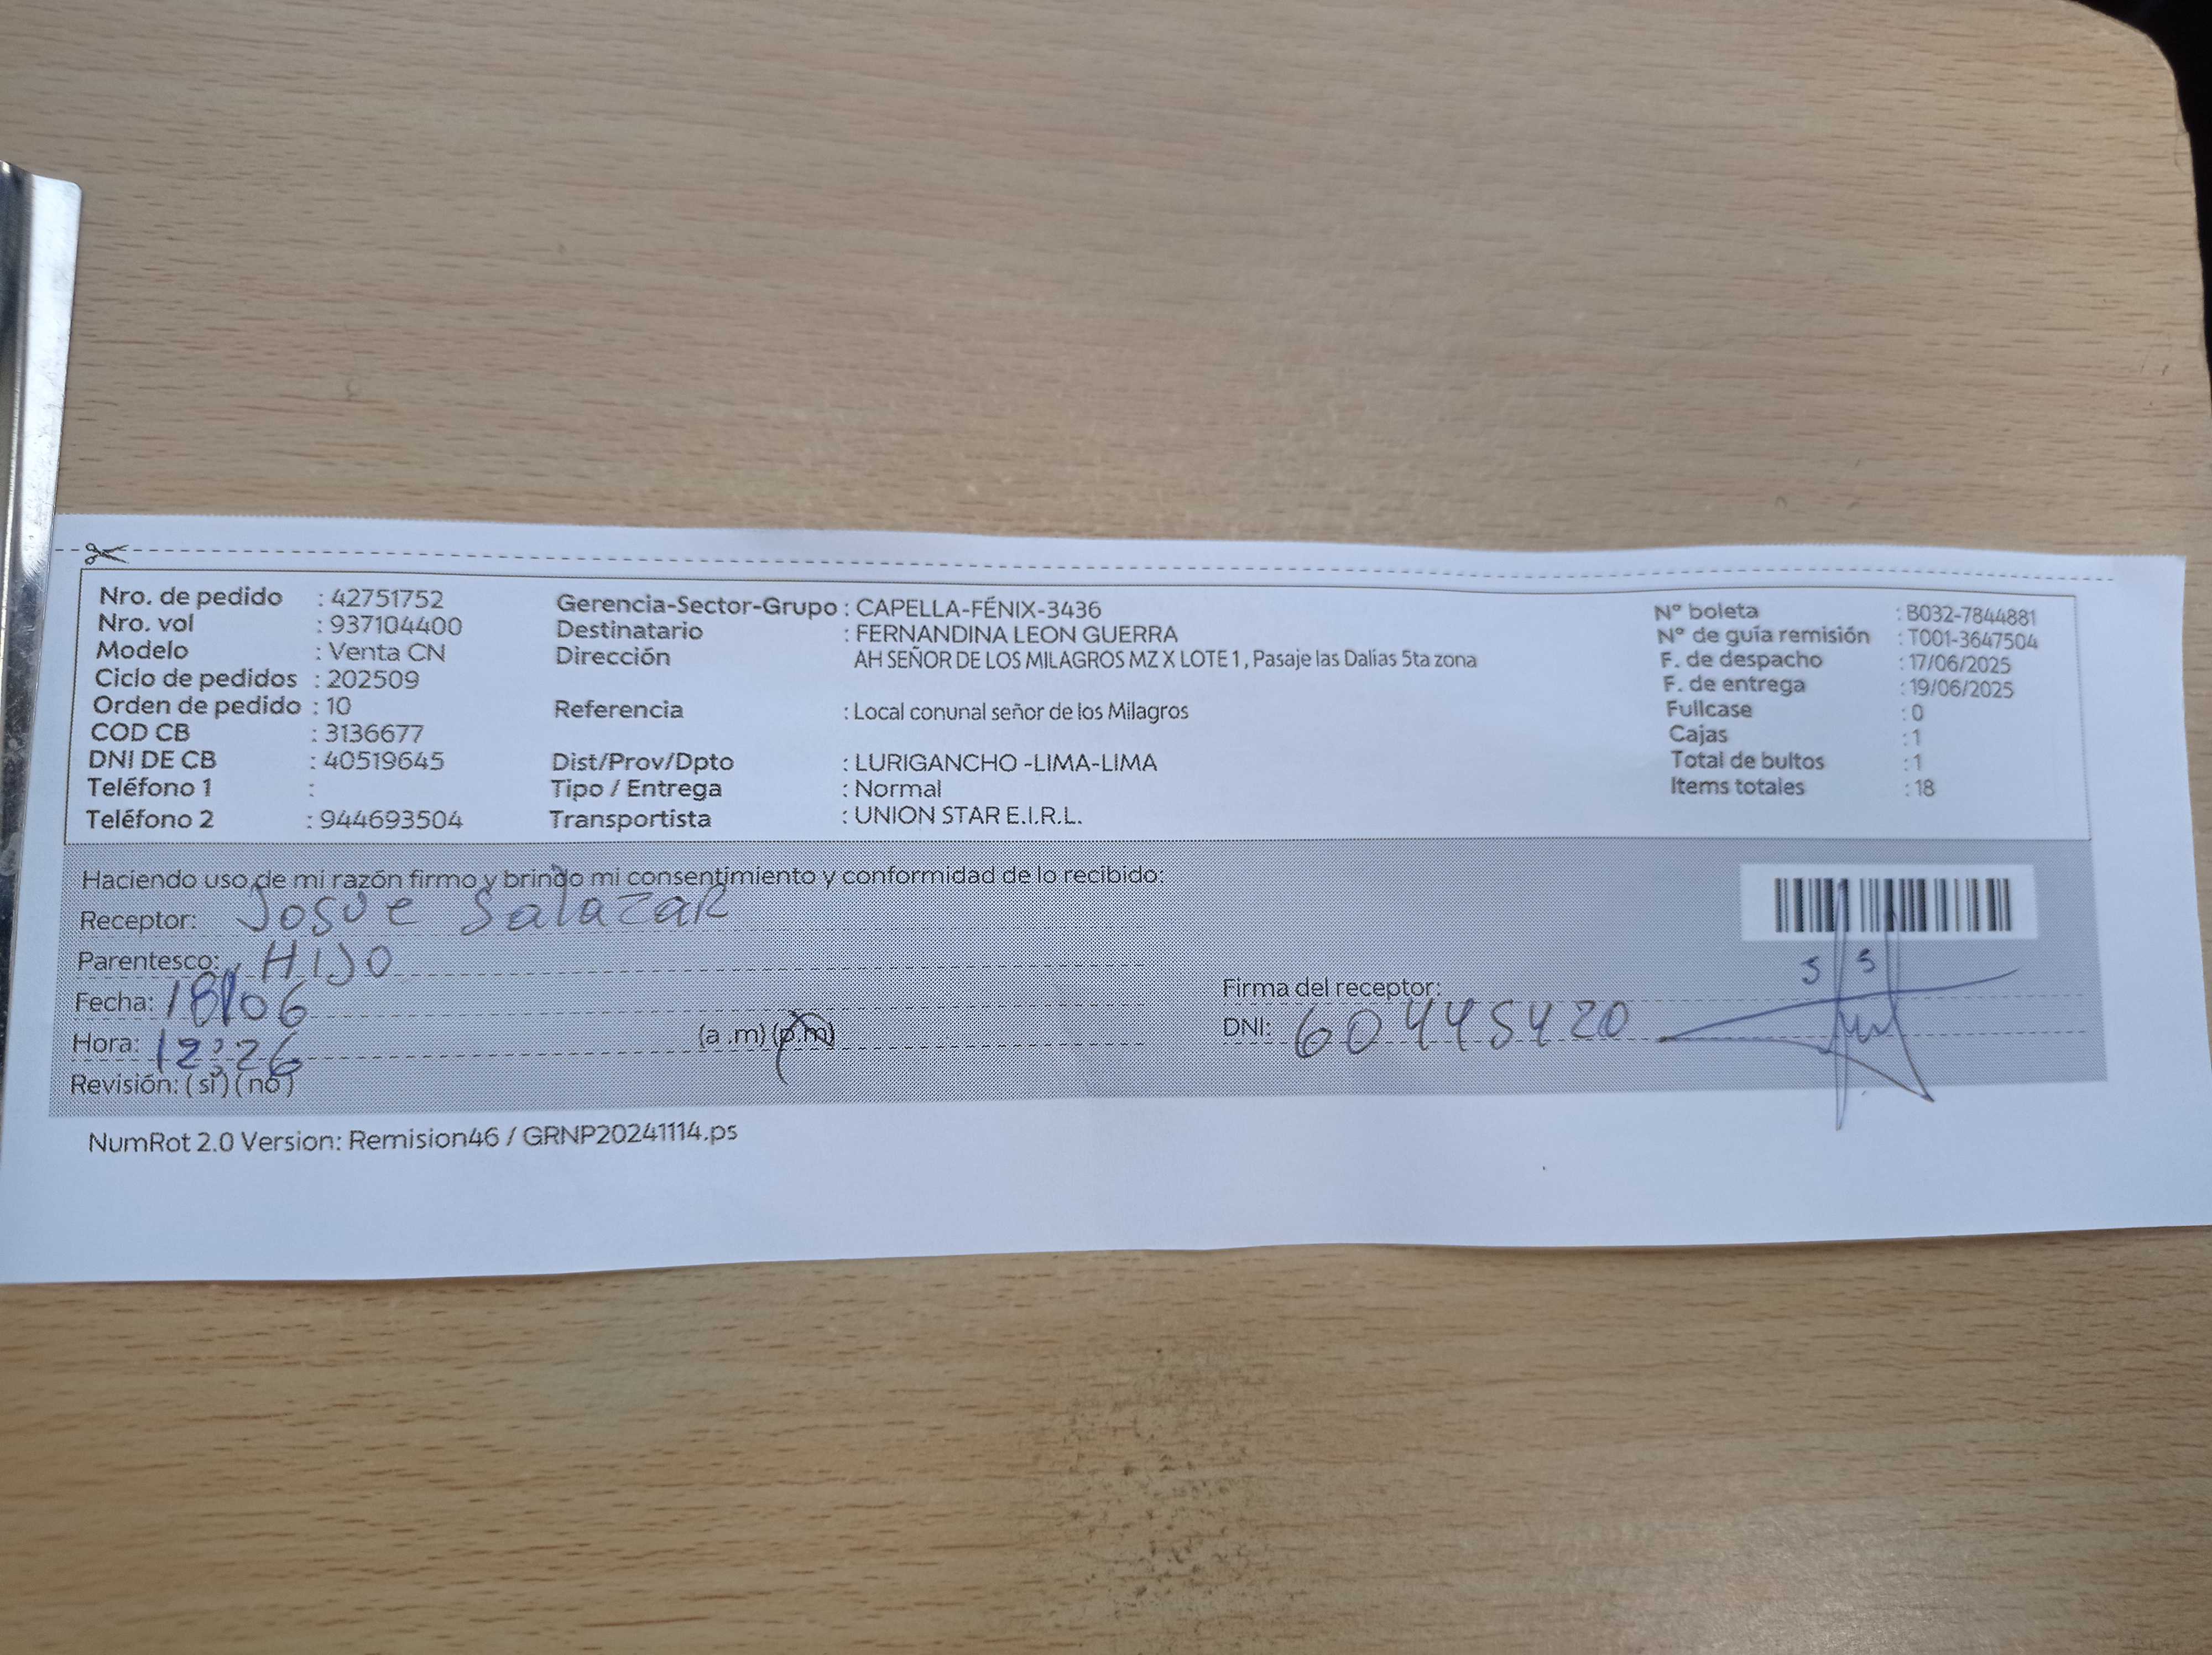 Nro. de pedido : 42751752
Nro. vol : 937104400
Modelo : Venta CN
Ciclo de pedidos : 202509
Orden de pedido : 10
COD CB : 3136677
DNI DE CB : 40519645
Teléfono 1 :
Teléfono 2 : 944693504
Gerencia-Sector-Grupo : CAPELLA-FÉNIX-3436
Destinatario : FERNANDINA LEON GUERRA
Dirección AH SEÑOR DE LOS MILAGROS MZ X LOTE 1 , Pasaje las Dalias 5ta zona
Referencia : Local conunal señor de los Milagros
Dist/Prov/Dpto : LURIGANCHO -LIMA-LIMA
Tipo / Entrega : Normal
Transportista : UNION STAR E.I.R.L.
Nº boleta : B032-7844881
Nº de guía remisión : T001-3647504
F. de despacho : 17/06/2025
F. de entrega : 19/06/2025
Fullcase : 0
Cajas : 1
Total de bultos : 1
Items totales : 18
Haciendo uso de mi razón firmo y brindo mi consentimiento y conformidad de lo recibido:
Receptor: Josue Salazar
Parentesco: HIJO
Fecha: 18/06
Hora: 12:26 (a .m) (p.m)
Revisión: ( si ) ( no )
Firma del receptor:
DNI: 60445420
NumRot 2.0 Version: Remision46 / GRNP20241114.ps